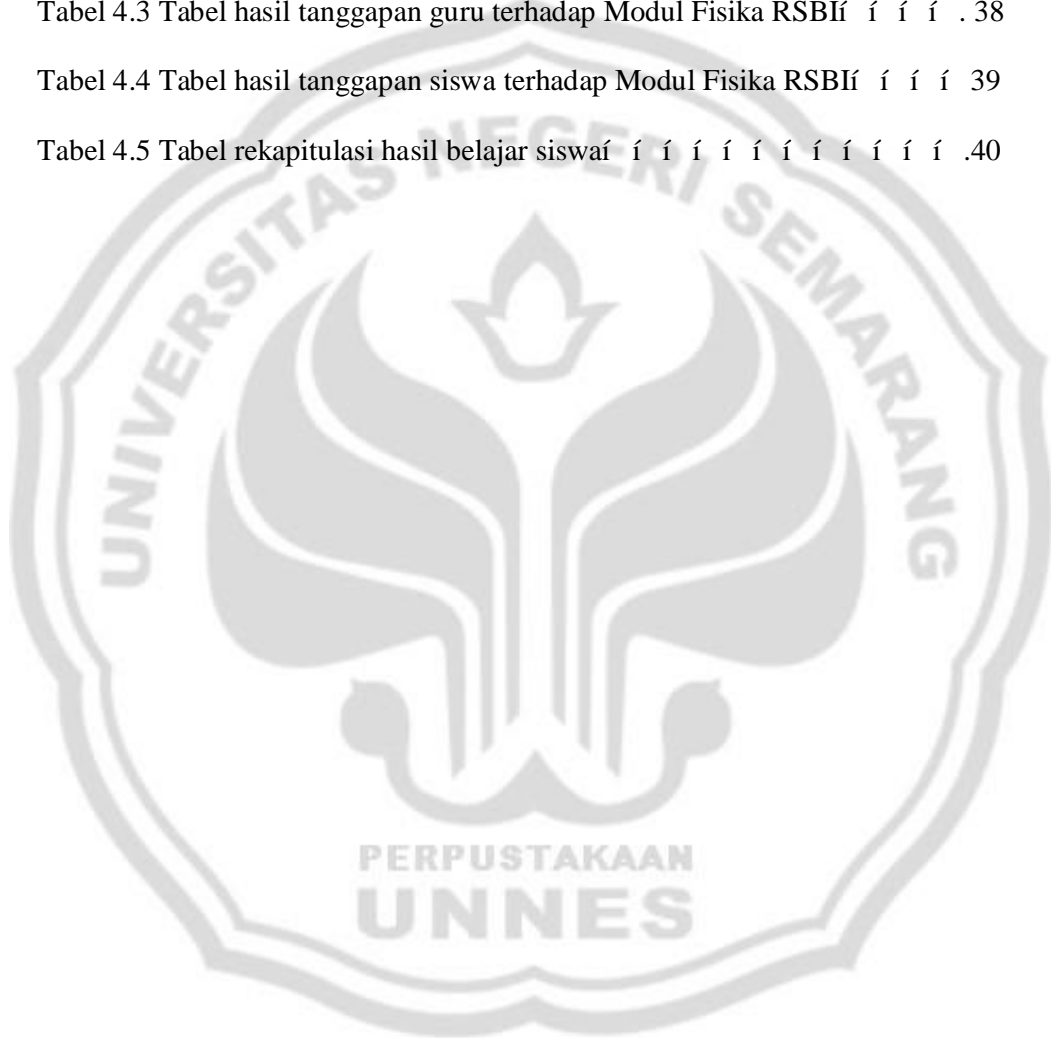 Tabel 4.3 Tabel hasil tanggapan guru terhadap Modul Fisika RSBIí í í í . 38
Tabel 4.4 Tabel hasil tanggapan siswa terhadap Modul Fisika RSBIí í í í 39
Tabel 4.5 Tabel rekapitulasi hasil belajar siswaí í í í í í í í í í í .40
UNIVERSITAS NEGERI SEMARANG
PERPUSTAKAAN
UNNES